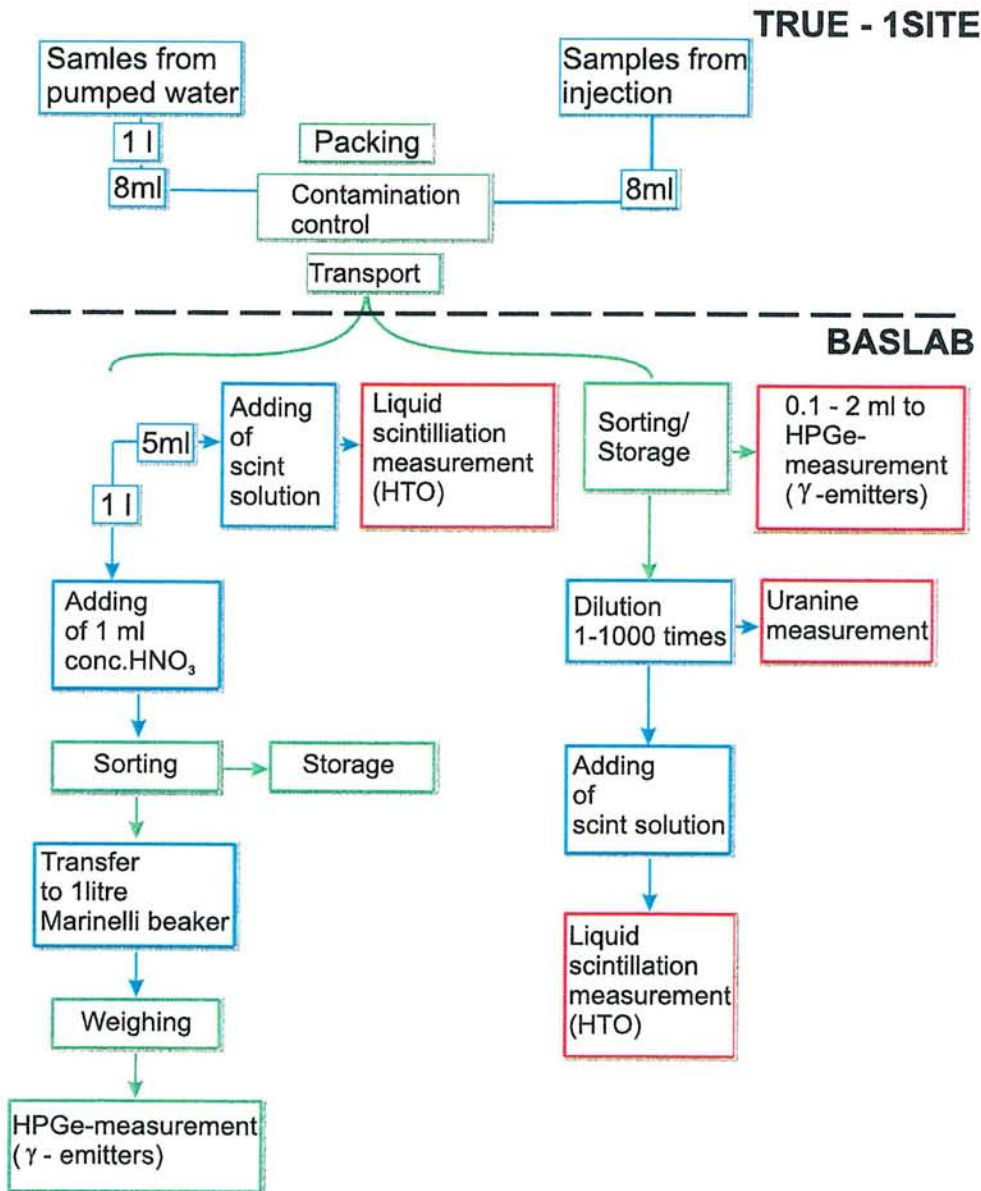 TRUE - 1SITE
Samles from
pumped water
1 l
8ml
Packing
Contamination
control
Transport
Samples from
injection
8ml
BASLAB
5ml
1 l
Adding
of
scint
solution
Liquid
scintilliation
measurement
(HTO)
Adding
of 1 ml
conc.HNO₃
Sorting
Storage
Transfer
to 1litre
Marinelli beaker
Weighing
HPGe-measurement
(γ - emitters)
Sorting/
Storage
0.1 - 2 ml to
HPGe-
measurement
(γ -emitters)
Dilution
1-1000 times
Uranine
measurement
Adding
of
scint solution
Liquid
scintillation
measurement
(HTO)